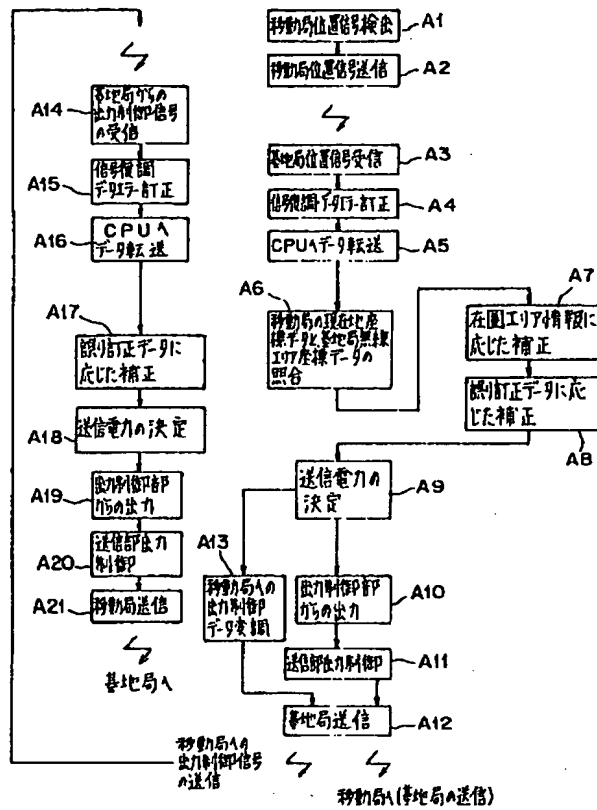 移動局位置信号検出
A1
移動局位置信号送信
A2
基地局位置信号受信
A3
信号復調データエラー訂正
A4
CPUへデータ転送
A5
A6
移動局の現在地座
標データと、基地局無線
エリア座標データの
照合
A7
在圏エリア情報に
応じた補正
誤り訂正データに応
じた補正
A8
送信電力の決定
A9
出力制御部
からの出力
A10
送信部出力制御
A11
基地局送信
A12
A13
移動局への
出力制御
データ変調
移動局へ(基地局の送信)
移動局への
出力制御信号
の送信
A14
基地局からの
出力制御信号
の受信
A15
信号復調
データエラー訂正
A16
CPUへ
データ転送
A17
誤り訂正データに
応じた補正
A18
送信電力の決定
A19
出力制御部
からの出力
A20
送信部出力
制御
A21
移動局送信
基地局へ